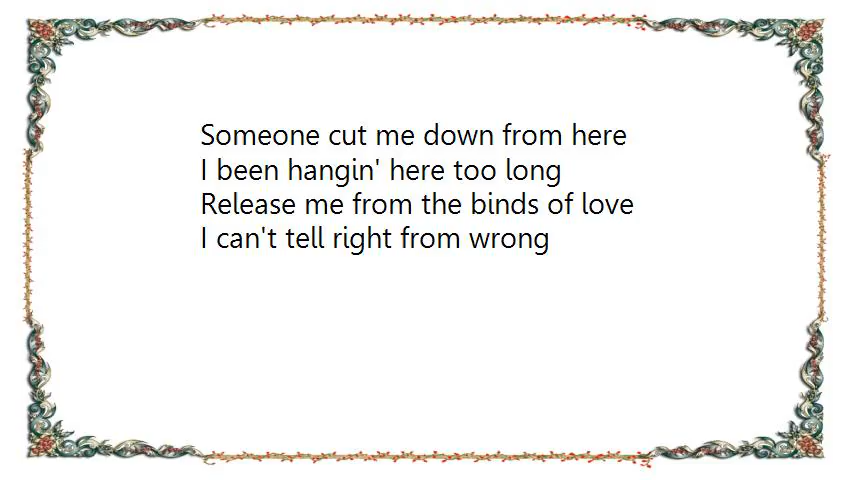 Someone cut me down from here
I been hangin' here too long
Release me from the binds of love
I can't tell right from wrong